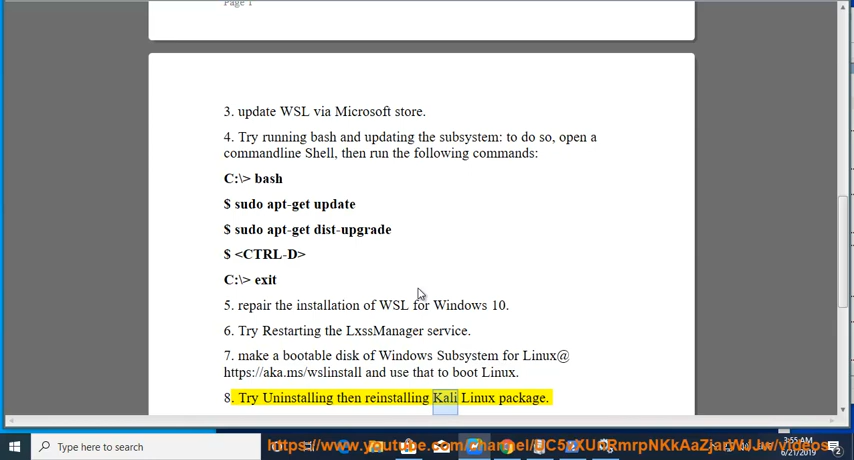 Page 1
3. update WSL via Microsoft store.
4. Try running bash and updating the subsystem: to do so, open a
commandline Shell, then run the following commands:
C:\> bash
$ sudo apt-get update
$ sudo apt-get dist-upgrade
$ <CTRL-D>
C:\> exit
5. repair the installation of WSL for Windows 10.
6. Try Restarting the LxssManager service.
7. make a bootable disk of Windows Subsystem for Linux@
https://aka.ms/wslinstall and use that to boot Linux.
8. Try Uninstalling then reinstalling Kali Linux package.
Type here to search
3:55 AM
6/21/2019
2